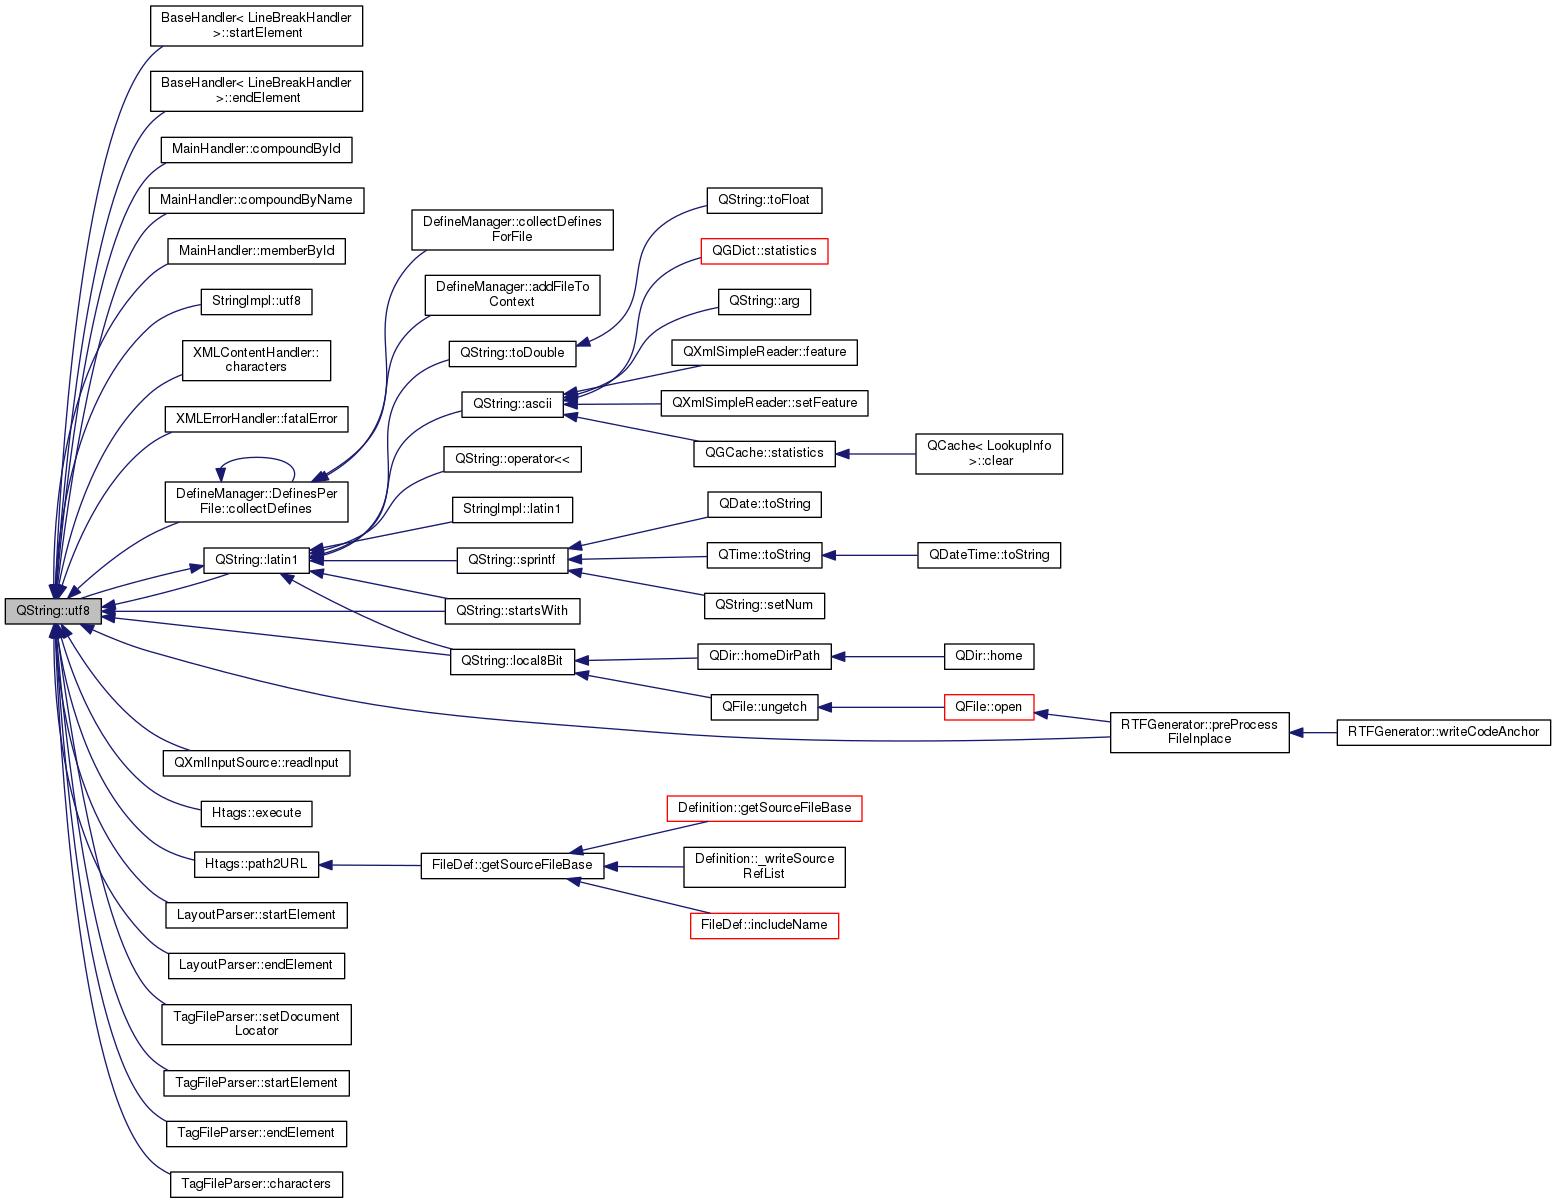 BaseHandler< LineBreakHandler
>::startElement
BaseHandler< LineBreakHandler
>::endElement
MainHandler::compoundById
MainHandler::compoundByName
MainHandler::memberById
StringImpl::utf8
XMLContentHandler::
characters
XMLErrorHandler::fatalError
DefineManager::DefinesPer
File::collectDefines
QString::latin1
QString::utf8
QXmlInputSource::readInput
Htags::execute
Htags::path2URL
LayoutParser::startElement
LayoutParser::endElement
TagFileParser::setDocument
Locator
TagFileParser::startElement
TagFileParser::endElement
TagFileParser::characters
DefineManager::collectDefines
ForFile
DefineManager::addFileTo
Context
QString::toDouble
QString::ascii
QString::operator<<
StringImpl::latin1
QString::sprintf
QString::startsWith
QString::local8Bit
FileDef::getSourceFileBase
QString::toFloat
QGDict::statistics
QString::arg
QXmlSimpleReader::feature
QXmlSimpleReader::setFeature
QGCache::statistics
QDate::toString
QTime::toString
QString::setNum
QDir::homeDirPath
QFile::ungetch
Definition::getSourceFileBase
Definition::_writeSource
RefList
FileDef::includeName
QCache< LookupInfo
>::clear
QDateTime::toString
QDir::home
QFile::open
RTFGenerator::preProcess
FileInplace
RTFGenerator::writeCodeAnchor